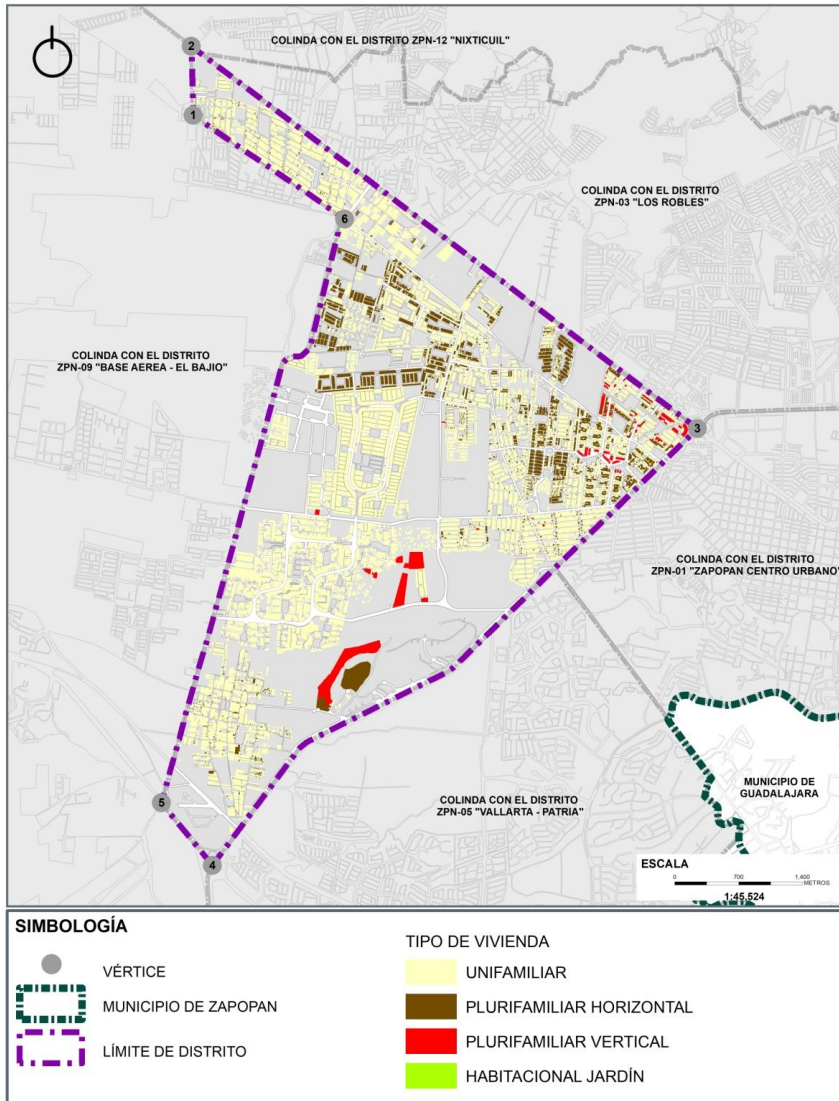 2
COLINDA CON EL DISTRITO ZPN-12 "NIXTICUIL"
1
COLINDA CON EL DISTRITO
ZPN-03 "LOS ROBLES"
6
COLINDA CON EL DISTRITO
ZPN-09 "BASE AEREA - EL BAJIO"
3
COLINDA CON EL DISTRITO
ZPN-01 "ZAPOPAN CENTRO URBANO"
MUNICIPIO DE
GUADALAJARA
5
COLINDA CON EL DISTRITO
ZPN-05 "VALLARTA - PATRIA"
4
ESCALA
0 700 1,400
METROS
1:45,524
SIMBOLOGÍA
VÉRTICE
MUNICIPIO DE ZAPOPAN
LÍMITE DE DISTRITO
TIPO DE VIVIENDA
UNIFAMILIAR
PLURIFAMILIAR HORIZONTAL
PLURIFAMILIAR VERTICAL
HABITACIONAL JARDÍN